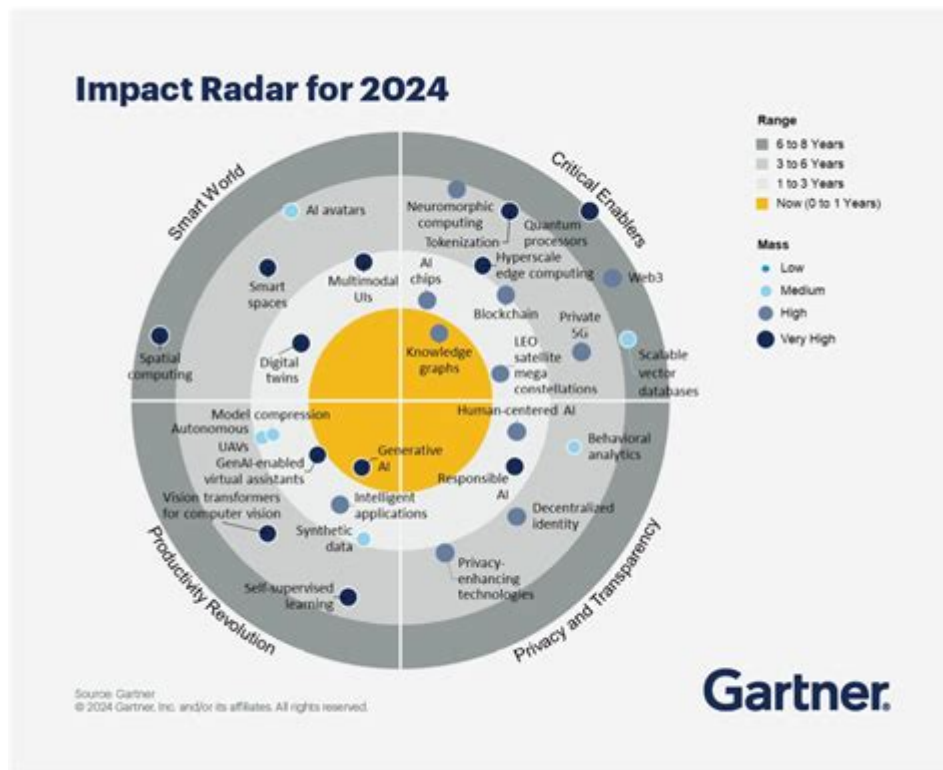 Impact Radar for 2024
Range
6 to 8 Years
3 to 6 Years
1 to 3 Years
Now (0 to 1 Years)
Mass
Low
Medium
High
Very High
Smart World
AI avatars
Smart
spaces
Multimodal
UIs
Spatial
computing
Digital
twins
Critical Enablers
Neuromorphic
computing
Tokenization
Quantum
processors
AI
chips
Hyperscale
edge computing
Web3
Blockchain
Private
5G
Knowledge
graphs
LEO
satellite
mega
constellations
Scalable
vector
databases
Model compression
Autonomous
UAVs
GenAI-enabled
virtual assistants
Generative
AI
Vision transformers
for computer vision
Intelligent
applications
Synthetic
data
Self-supervised
learning
Productivity Revolution
Human-centered AI
Behavioral
analytics
Responsible
AI
Decentralized
identity
Privacy-
enhancing
technologies
Privacy and Transparency
Source: Gartner
© 2024 Gartner, Inc. and/or its affiliates. All rights reserved.
Gartner®